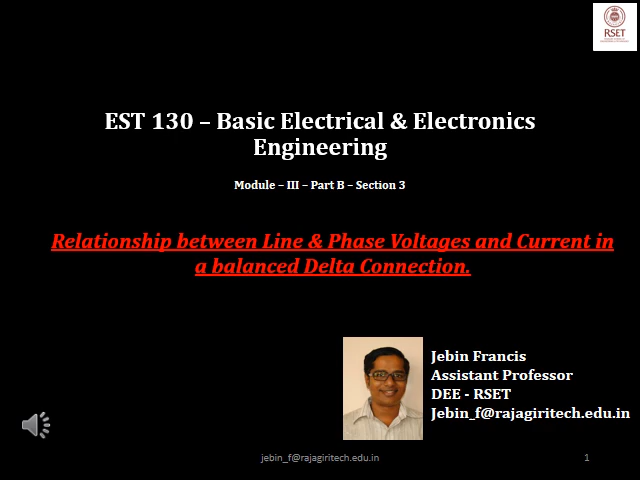 RSET
EST 130 – Basic Electrical & Electronics
Engineering
Module – III – Part B – Section 3
Relationship between Line & Phase Voltages and Current in
a balanced Delta Connection.
Jebin Francis
Assistant Professor
DEE - RSET
Jebin_f@rajagiritech.edu.in
jebin_f@rajagiritech.edu.in
1